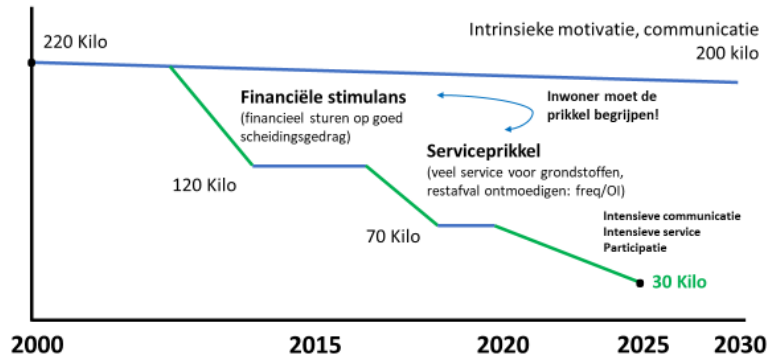 Intrinsieke motivatie, communicatie
200 kilo
220 Kilo
Financiële stimulans
(financieel sturen op goed
scheidingsgedrag)
Inwoner moet de
prikkel begrijpen!
Serviceprikkel
(veel service voor grondstoffen,
restafval ontmoedigen: freq/OI)
120 Kilo
70 Kilo
Intensieve communicatie
Intensieve service
Participatie
30 Kilo
2000
2015
2020
2025
2030